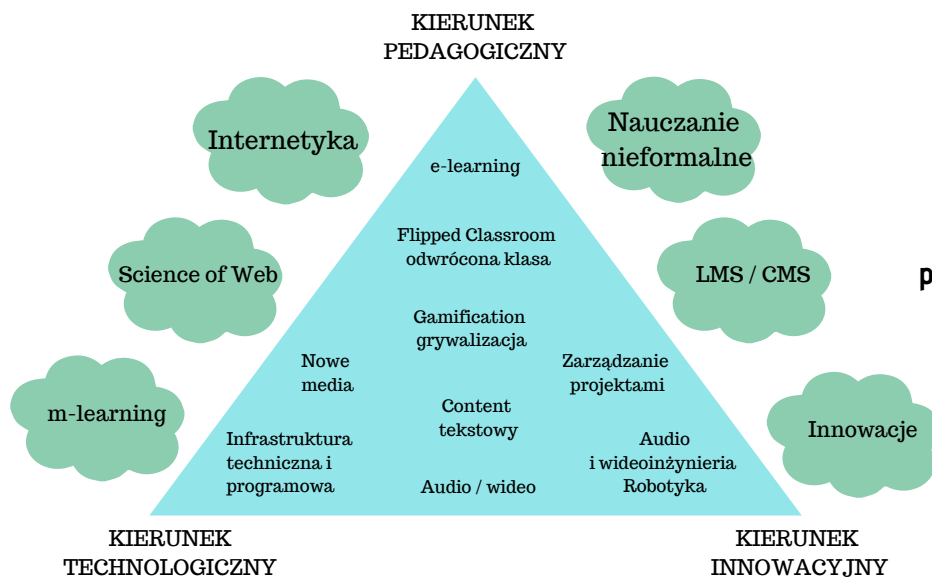 KIERUNEK
PEDAGOGICZNY
Internetyka
Nauczanie
nieformalne
e-learning
Flipped Classroom
odwrócona klasa
Science of Web
LMS / CMS
p
Gamification
grywalizacja
Nowe
media
Zarządzanie
projektami
m-learning
Content
tekstowy
Innowacje
Infrastruktura
techniczna i
programowa
Audio
i wideoinżynieria
Robotyka
Audio / wideo
KIERUNEK
TECHNOLOGICZNY
KIERUNEK
INNOWACYJNY